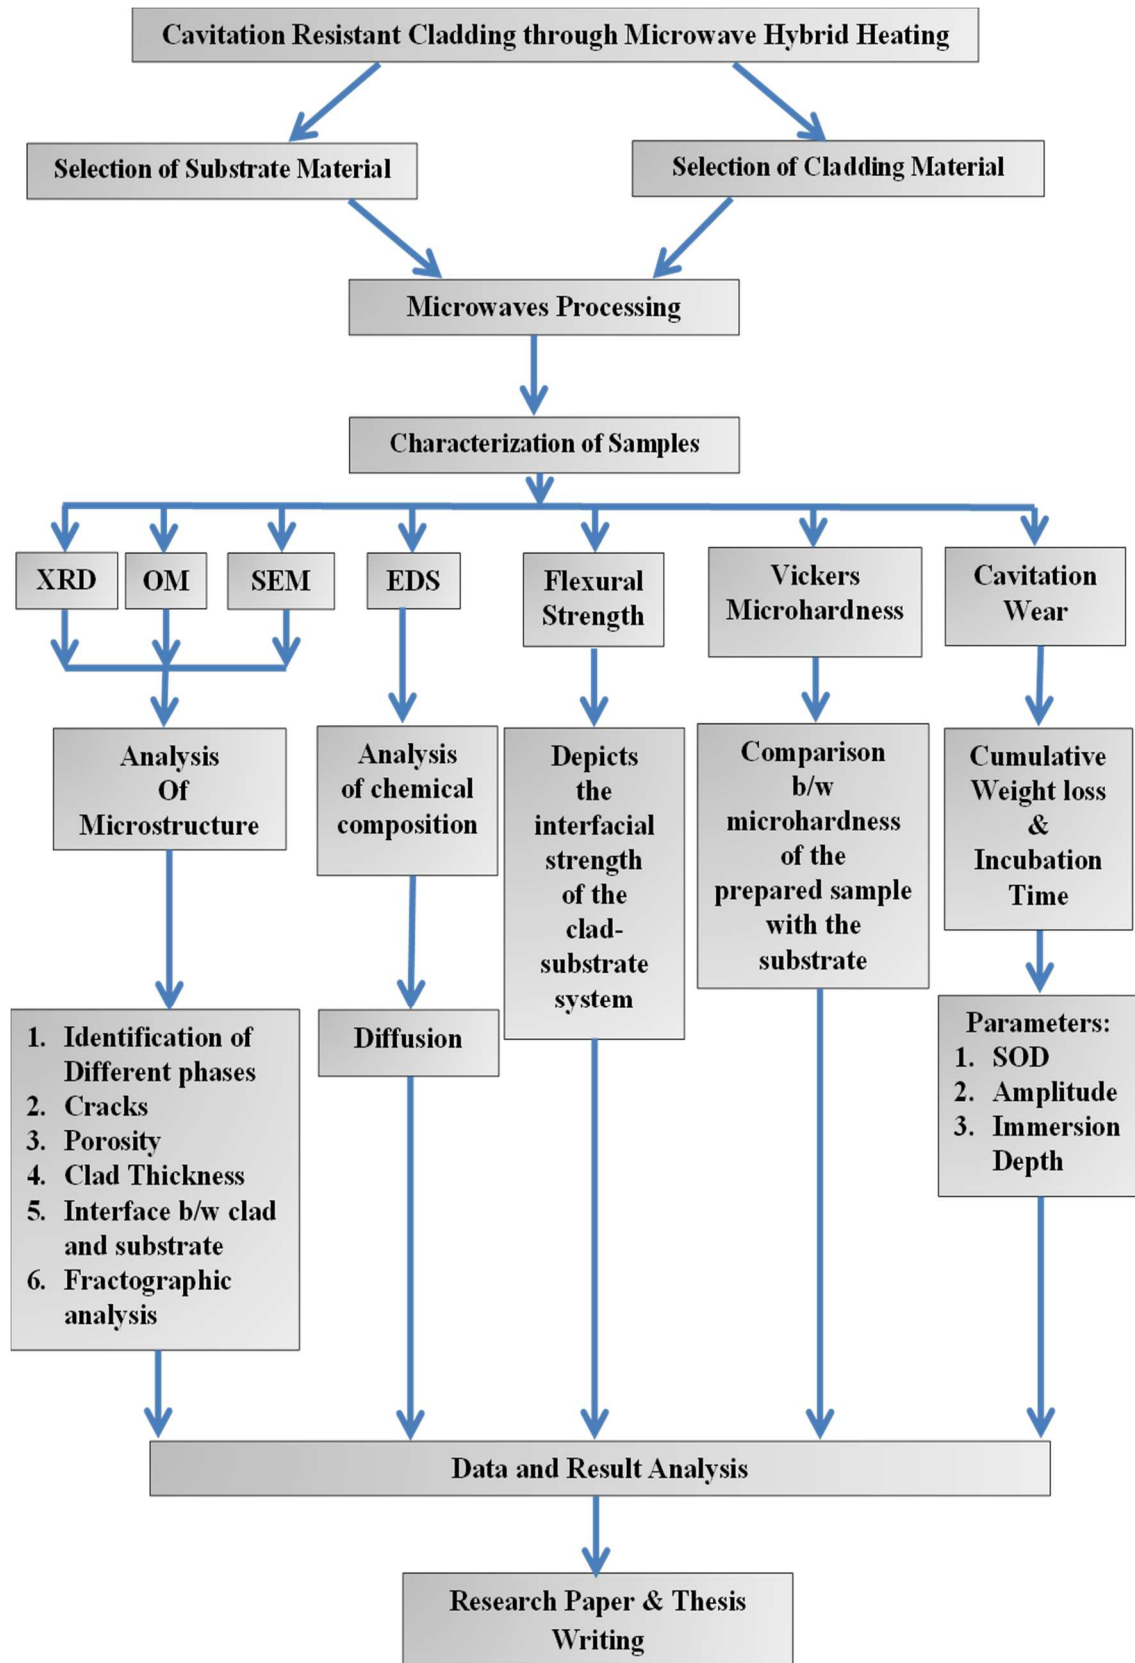 Cavitation Resistant Cladding through Microwave Hybrid Heating
Selection of Substrate Material
Selection of Cladding Material
Microwaves Processing
Characterization of Samples
XRD
OM
SEM
EDS
Flexural
Strength
Vickers
Microhardness
Cavitation
Wear
Analysis
Of
Microstructure
Analysis
of chemical
composition
Depicts
the
interfacial
strength
of the
clad-
substrate
system
Comparison
b/w
microhardness
of the
prepared sample
with the
substrate
Cumulative
Weight loss
&
Incubation
Time
1. Identification of
Different phases
2. Cracks
3. Porosity
4. Clad Thickness
5. Interface b/w clad
and substrate
6. Fractographic
analysis
Diffusion
Parameters:
1. SOD
2. Amplitude
3. Immersion
Depth
Data and Result Analysis
Research Paper & Thesis
Writing